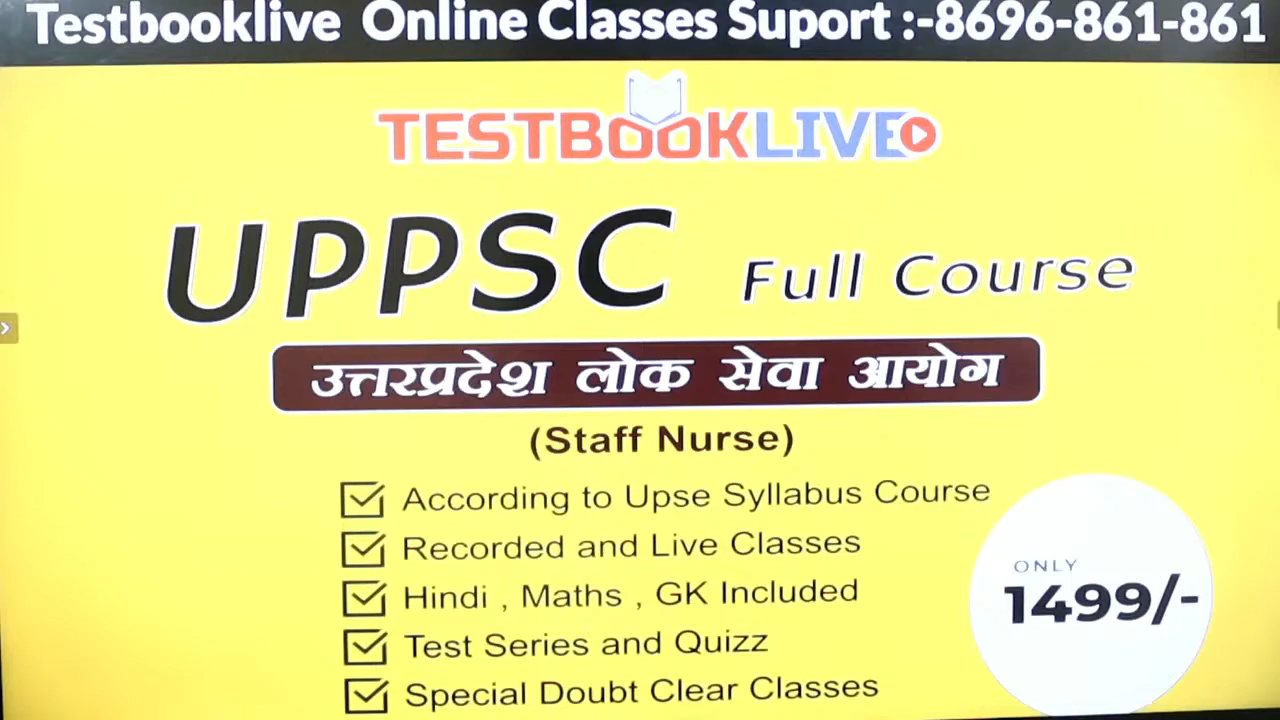 Testbooklive Online Classes Suport :-8696-861-861
TESTBOOKLIVE
UPPSC Full Course
उत्तरप्रदेश लोक सेवा आयोग
(Staff Nurse)
According to Upse Syllabus Course
Recorded and Live Classes
Hindi , Maths , GK Included
Test Series and Quizz
Special Doubt Clear Classes
ONLY
1499/-